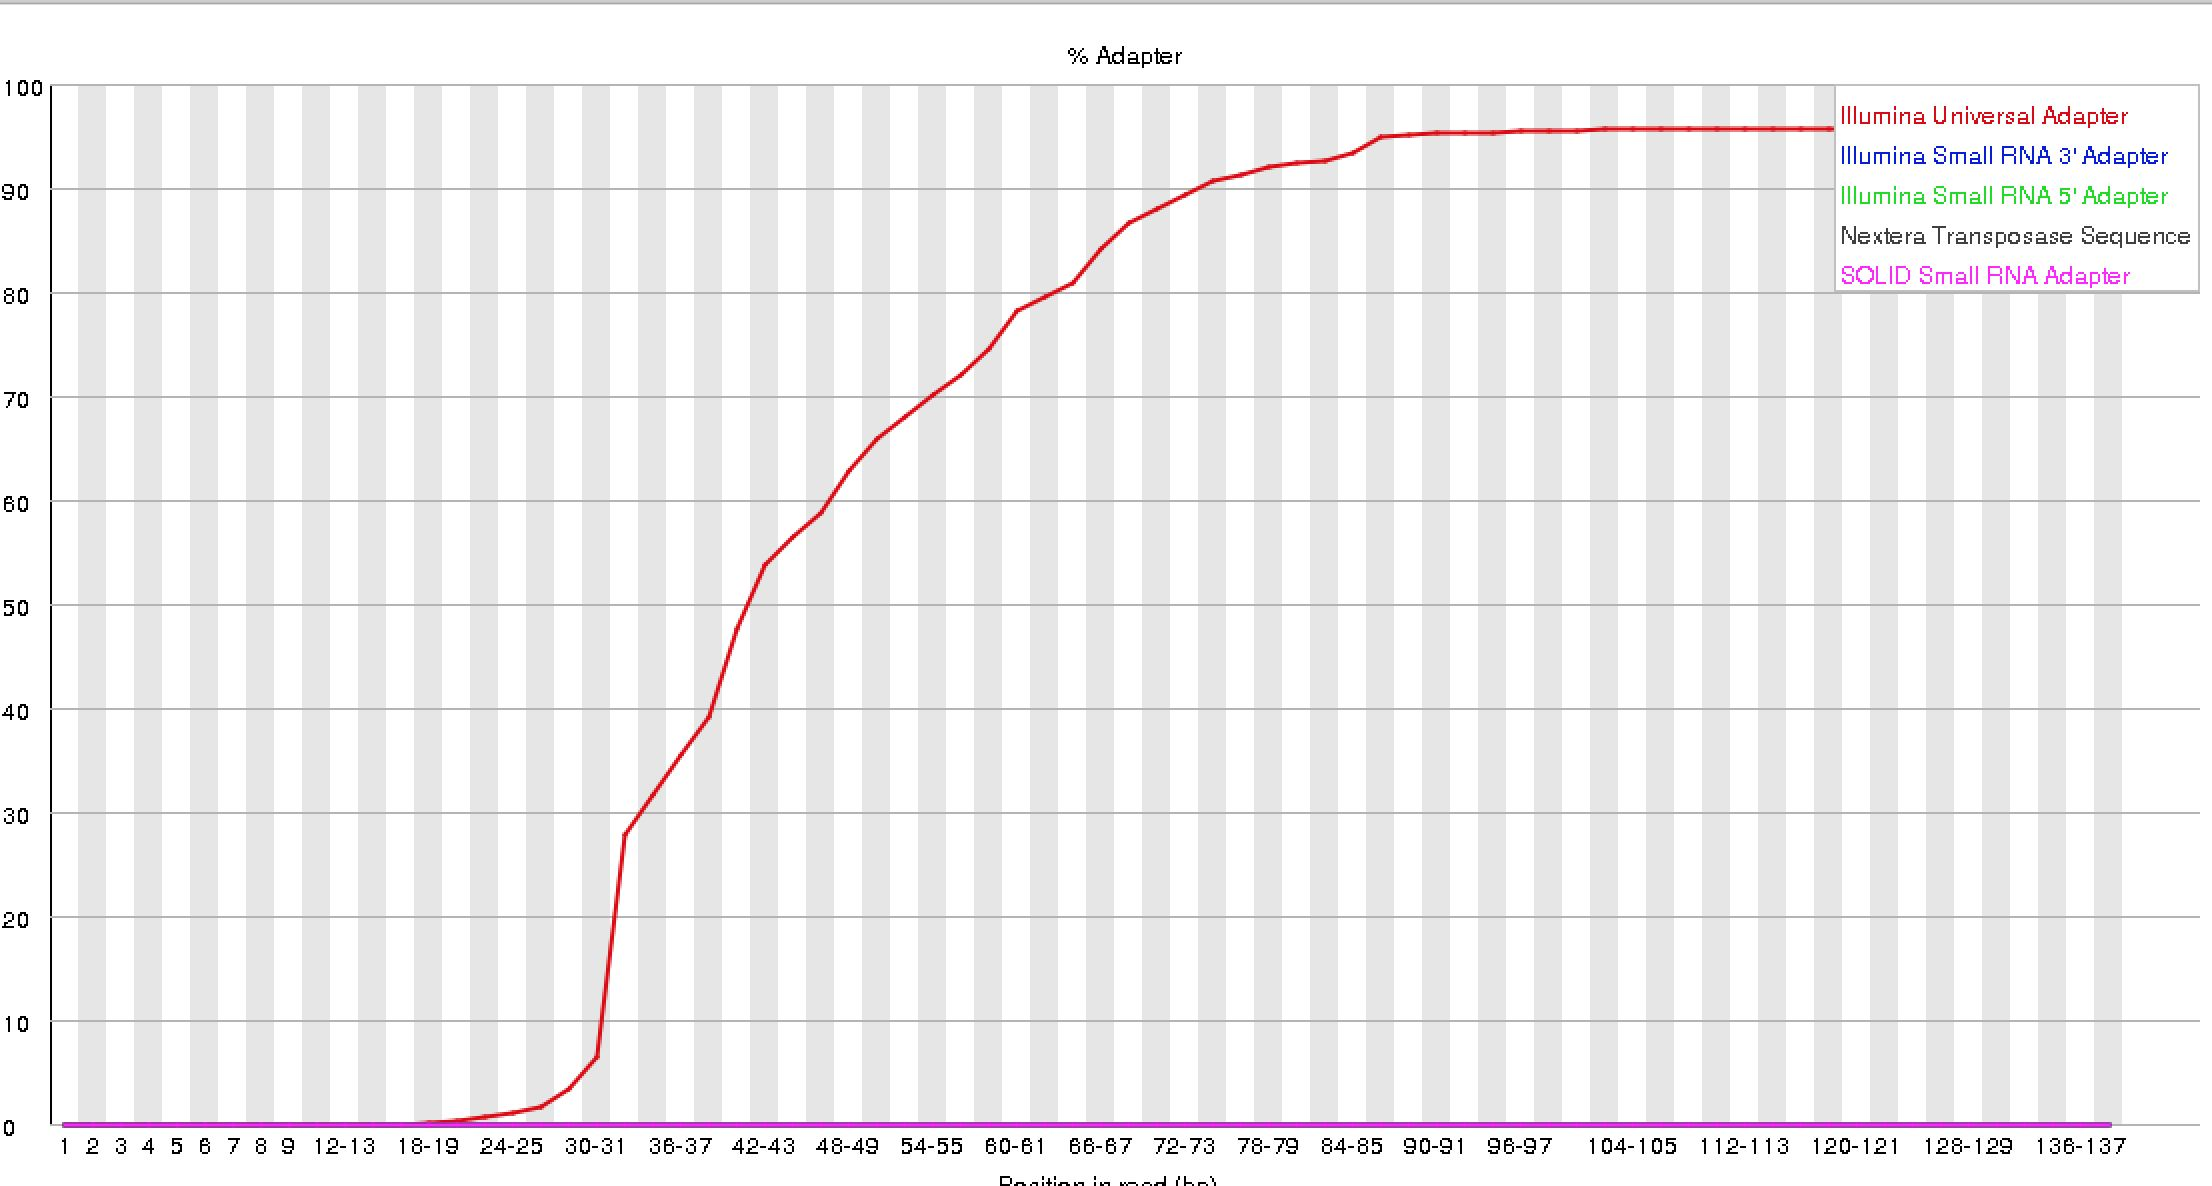 % Adapter
100
90
80
70
60
50
40
30
20
10
0
Illumina Universal Adapter
Illumina Small RNA 3' Adapter
Illumina Small RNA 5' Adapter
Nextera Transposase Sequence
SOLID Small RNA Adapter
1 2 3 4 5 6 7 8 9 12-13 18-19 24-25 30-31 36-37 42-43 48-49 54-55 60-61 66-67 72-73 78-79 84-85 90-91 96-97 104-105 112-113 120-121 128-129 136-137
Position in read (bp)